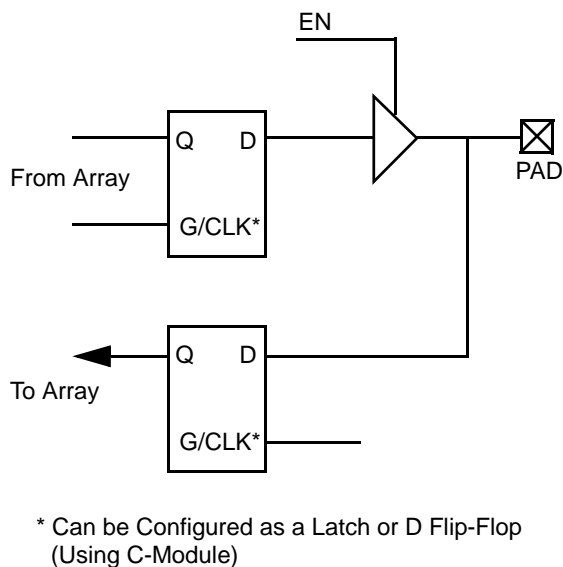 EN
Q D
From Array
PAD
G/CLK*
Q D
To Array
G/CLK*
* Can be Configured as a Latch or D Flip-Flop
(Using C-Module)